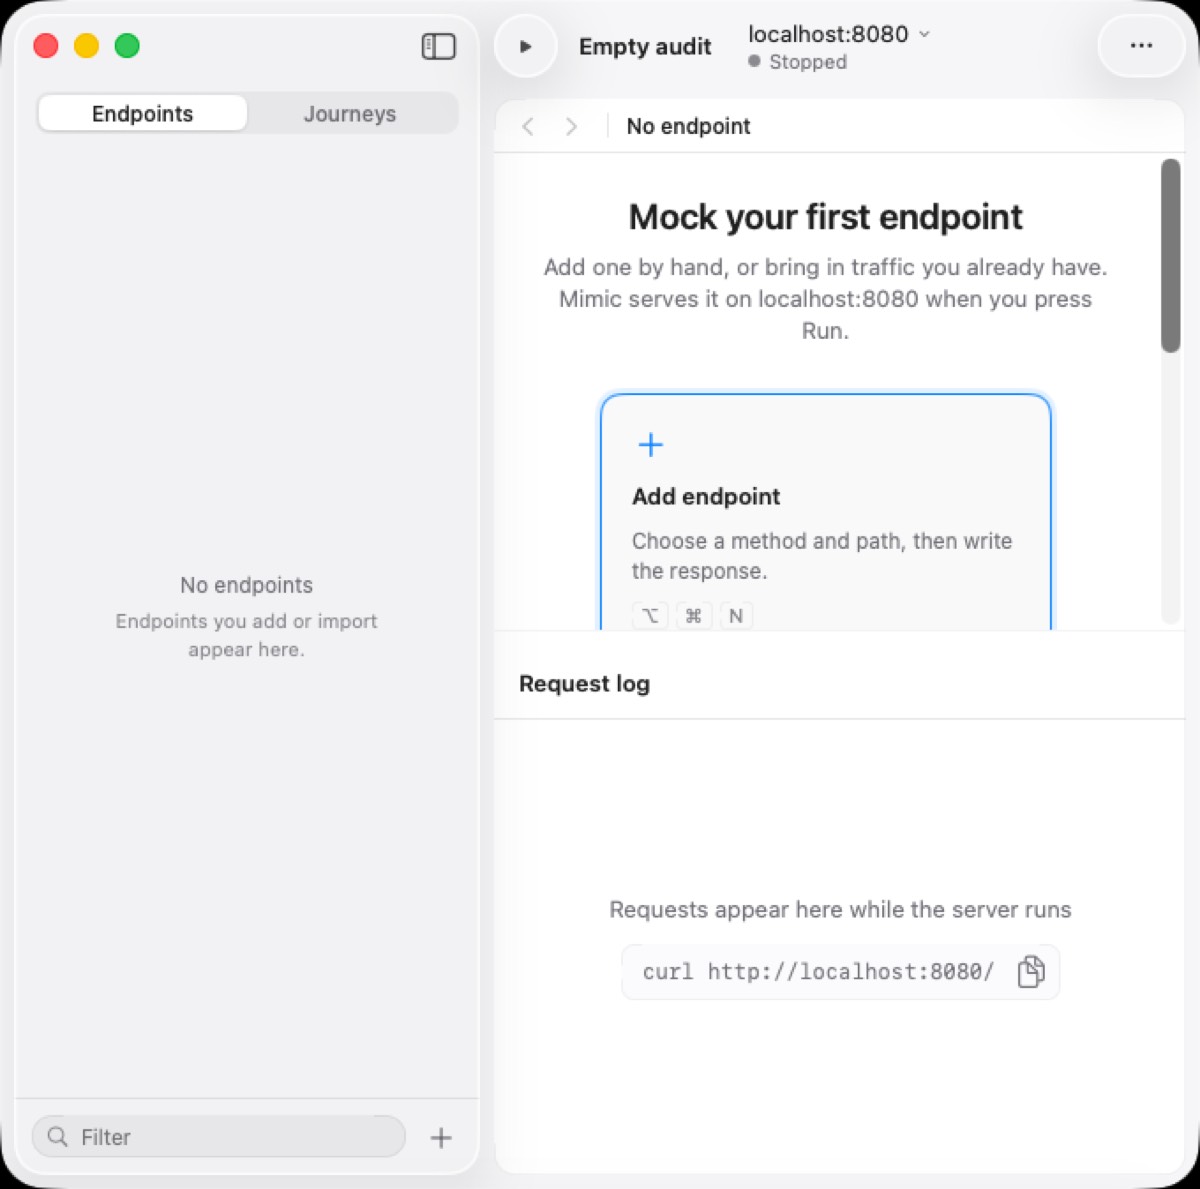 Endpoints
Journeys
No endpoints
Endpoints you add or import
appear here.
Filter
Empty audit
localhost:8080
Stopped
No endpoint
Mock your first endpoint
Add one by hand, or bring in traffic you already have.
Mimic serves it on localhost:8080 when you press
Run.
Add endpoint
Choose a method and path, then write
the response.
⌥ ⌘ N
Request log
Requests appear here while the server runs
curl http://localhost:8080/